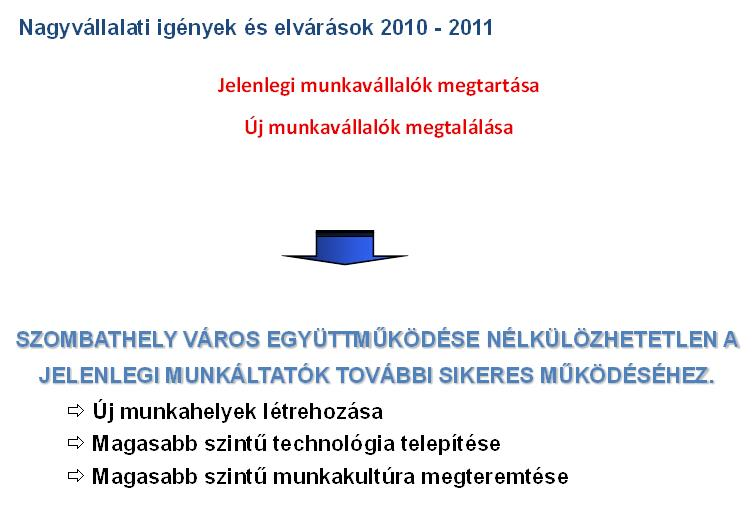 Nagyvállalati igények és elvárások 2010 - 2011
Jelenlegi munkavállalók megtartása
Új munkavállalók megtalálása
SZOMBATHELY VÁROS EGYÜTTMŰKÖDÉSE NÉLKÜLÖZHETETLEN A
JELENLEGI MUNKÁLTATÓK TOVÁBBI SIKERES MŰKÖDÉSÉHEZ.
⇨ Új munkahelyek létrehozása
⇨ Magasabb szintű technológia telepítése
⇨ Magasabb szintű munkakultúra megteremtése